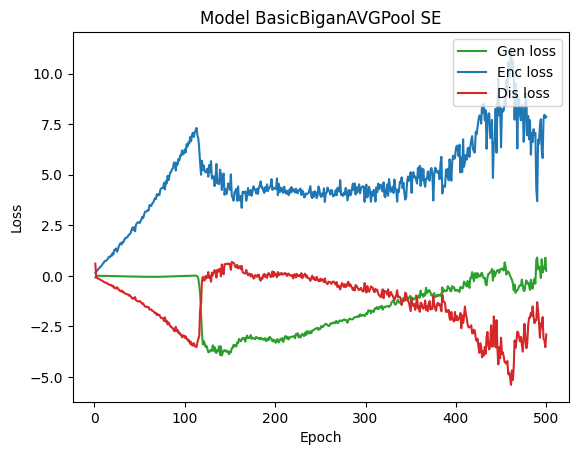 Model BasicBiganAVGPool SE
Gen loss
Enc loss
Dis loss
10.0
7.5
5.0
2.5
0.0
−2.5
−5.0
Loss
0
100
200
300
400
500
Epoch